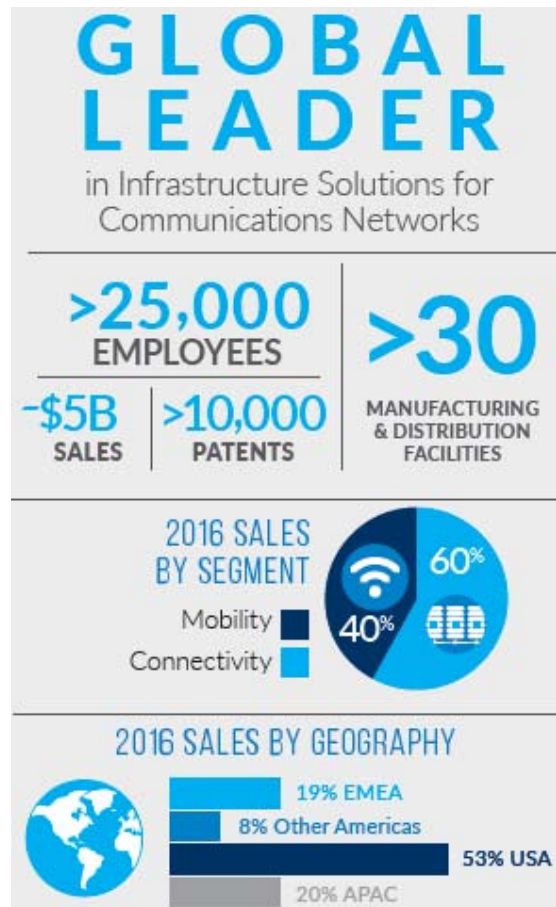 GLOBAL
LEADER
in Infrastructure Solutions for
Communications Networks
>25,000
EMPLOYEES
~$5B
SALES
>10,000
PATENTS
>30
MANUFACTURING
& DISTRIBUTION
FACILITIES
2016 SALES
BY SEGMENT
Mobility
Connectivity
60%
40%
2016 SALES BY GEOGRAPHY
19% EMEA
8% Other Americas
53% USA
20% APAC